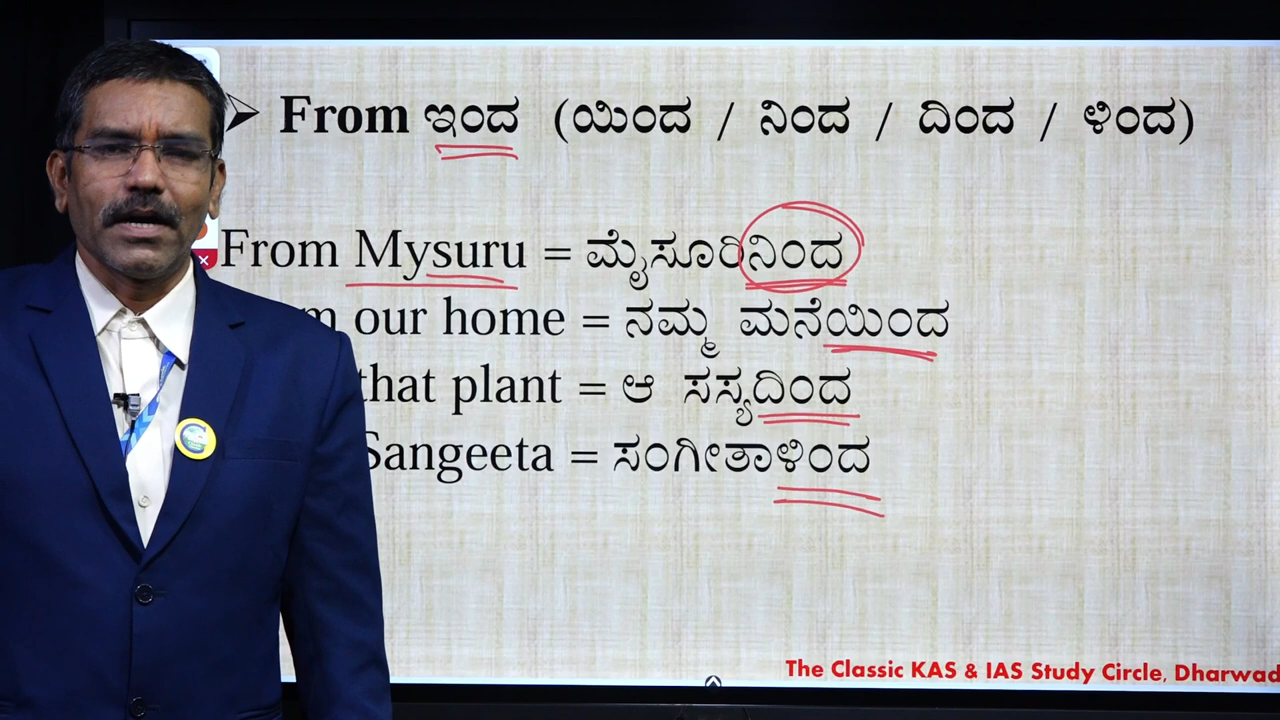 ➢ From ಇಂದ (ಯಿಂದ / ನಿಂದ / ದಿಂದ / ಳಿಂದ)
From Mysuru = ಮೈಸೂರಿನಿಂದ
our home = ನಮ್ಮ ಮನೆಯಿಂದ
that plant = ಆ ಸಸ್ಯದಿಂದ
Sangeeta = ಸಂಗೀತಾಳಿಂದ
The Classic KAS & IAS Study Circle, Dharwad